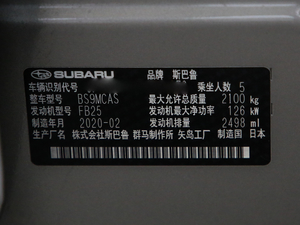 SUBARU 品牌 斯巴鲁
车辆识别代号 乘坐人数 5
整车型号 BS9MCAS 最大允许总质量 2100 kg
发动机型号 FB25 发动机最大净功率 126 kW
制造年月 2020-02 发动机排量 2498 ml
生产厂名 株式会社斯巴鲁 群马制作所 矢岛工厂 制造国 日本